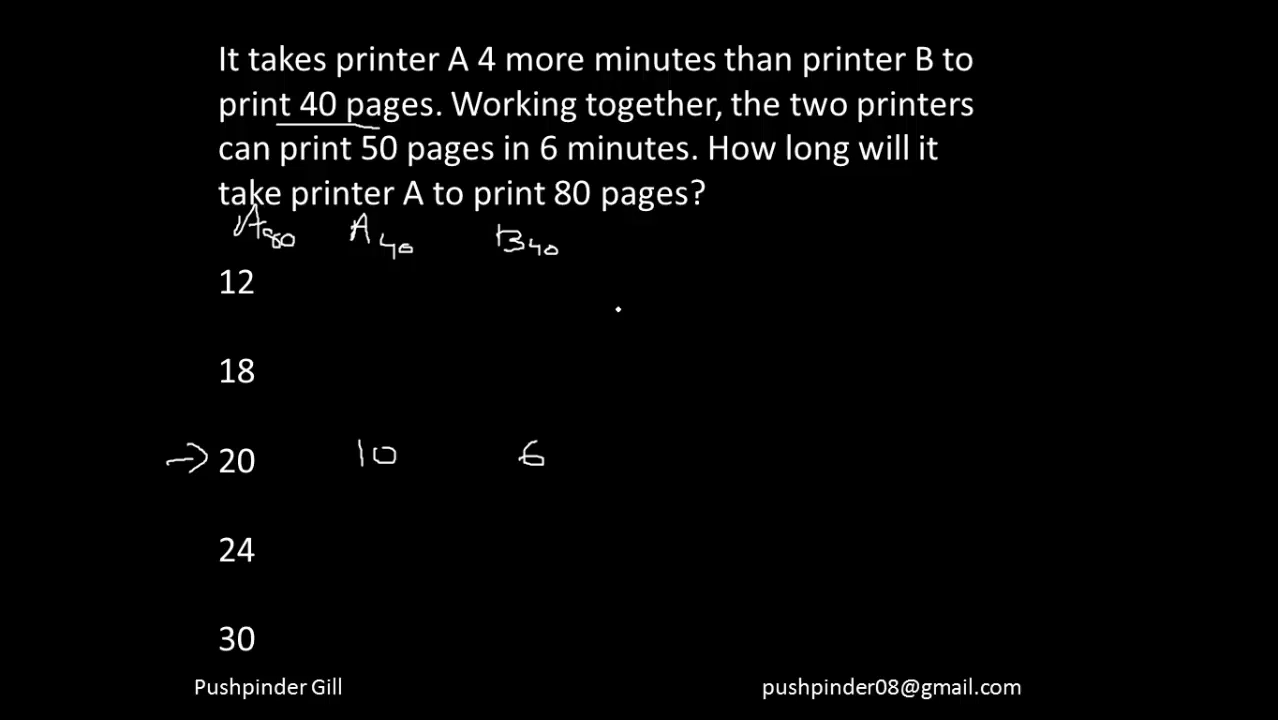 It takes printer A 4 more minutes than printer B to
print 40 pages. Working together, the two printers
can print 50 pages in 6 minutes. How long will it
take printer A to print 80 pages?
A80 A40 B40
12
18
→ 20 10 6
24
30
Pushpinder Gill pushpinder08@gmail.com